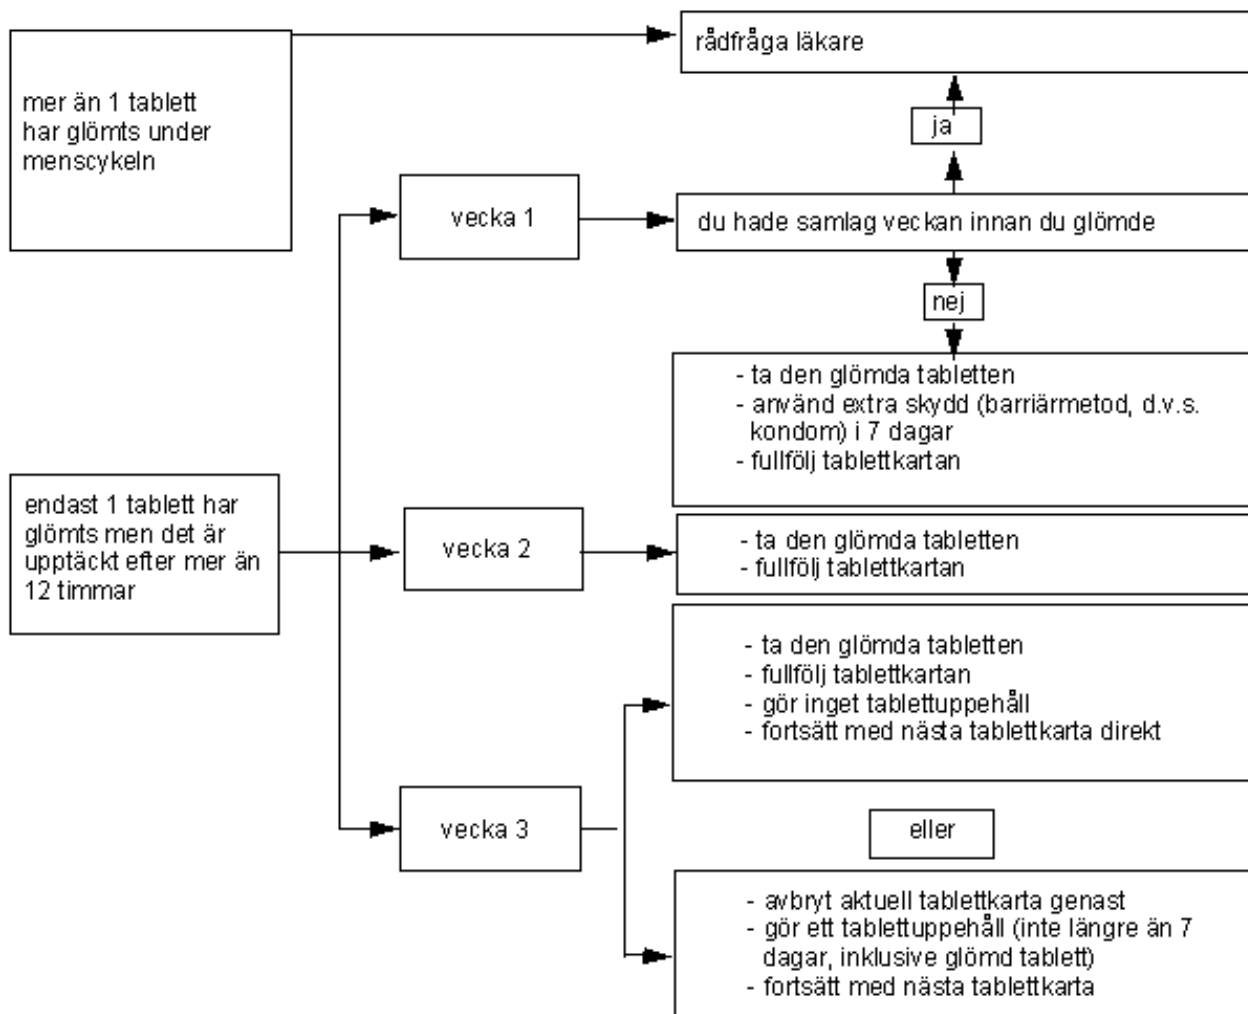 mer än 1 tablett
har glömts under
menscykeln
rådfråga läkare
ja
vecka 1
du hade samlag veckan innan du glömde
nej
- ta den glömda tabletten
- använd extra skydd (barriärmetod, d.v.s.
kondom) i 7 dagar
- fullfölj tablettkartan
endast 1 tablett har
glömts men det är
upptäckt efter mer än
12 timmar
vecka 2
- ta den glömda tabletten
- fullfölj tablettkartan
- ta den glömda tabletten
- fullfölj tablettkartan
- gör inget tablettuppehåll
- fortsätt med nästa tablettkarta direkt
vecka 3
eller
- avbryt aktuell tablettkarta genast
- gör ett tablettuppehåll (inte längre än 7
dagar, inklusive glömd tablett)
- fortsätt med nästa tablettkarta